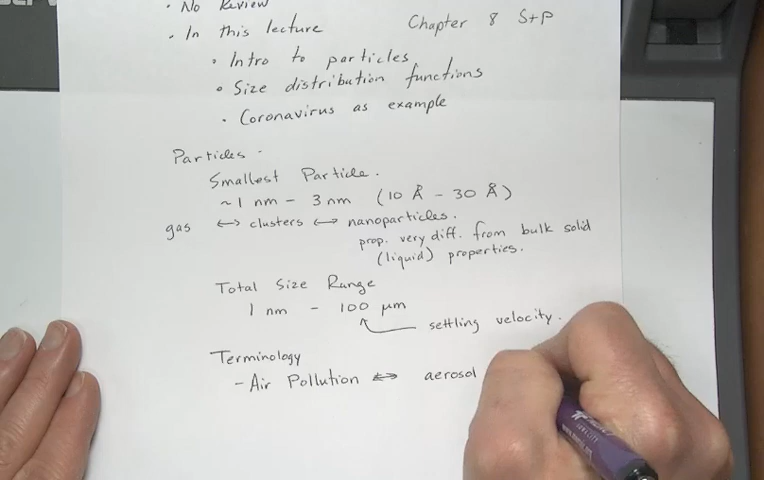 • No Review
• In this lecture Chapter 8 S+P
• Intro to particles
• Size distribution functions
• Coronavirus as example
Particles -
Smallest Particle.
~1 nm - 3 nm (10 Å - 30 Å)
gas ↔ clusters ↔ nanoparticles.
prop. very diff. from bulk solid
(liquid) properties.
Total Size Range
1 nm - 100 µm
settling velocity.
Terminology
- Air Pollution ↔ aerosol